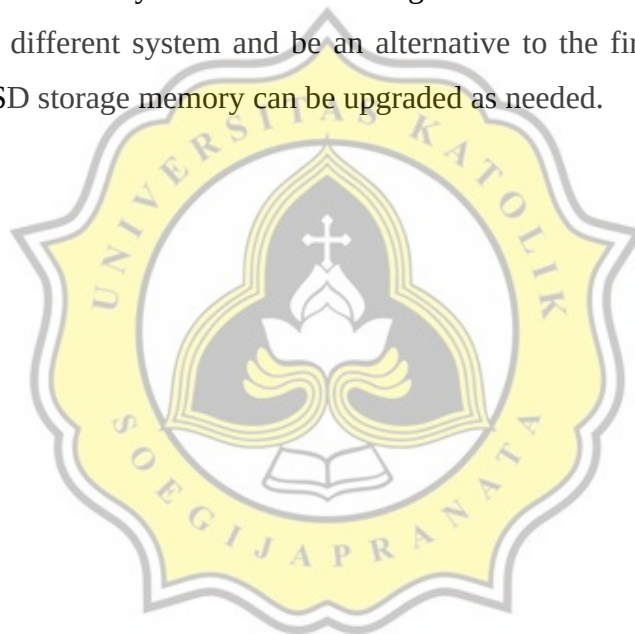 different system and be an alternative to the
SD storage memory can be upgraded as needed.
UNIVERSITAS KATOLIK
SOEGIJAPRANATA